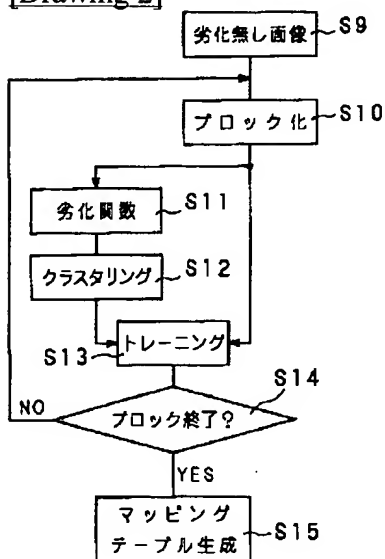 [Drawing 2]
劣化無し画像 S9
ブロック化 S10
劣化関数 S11
クラスタリング S12
トレーニング
S13
S14
ブロック終了?
NO
YES
マッピング
テーブル生成 S15